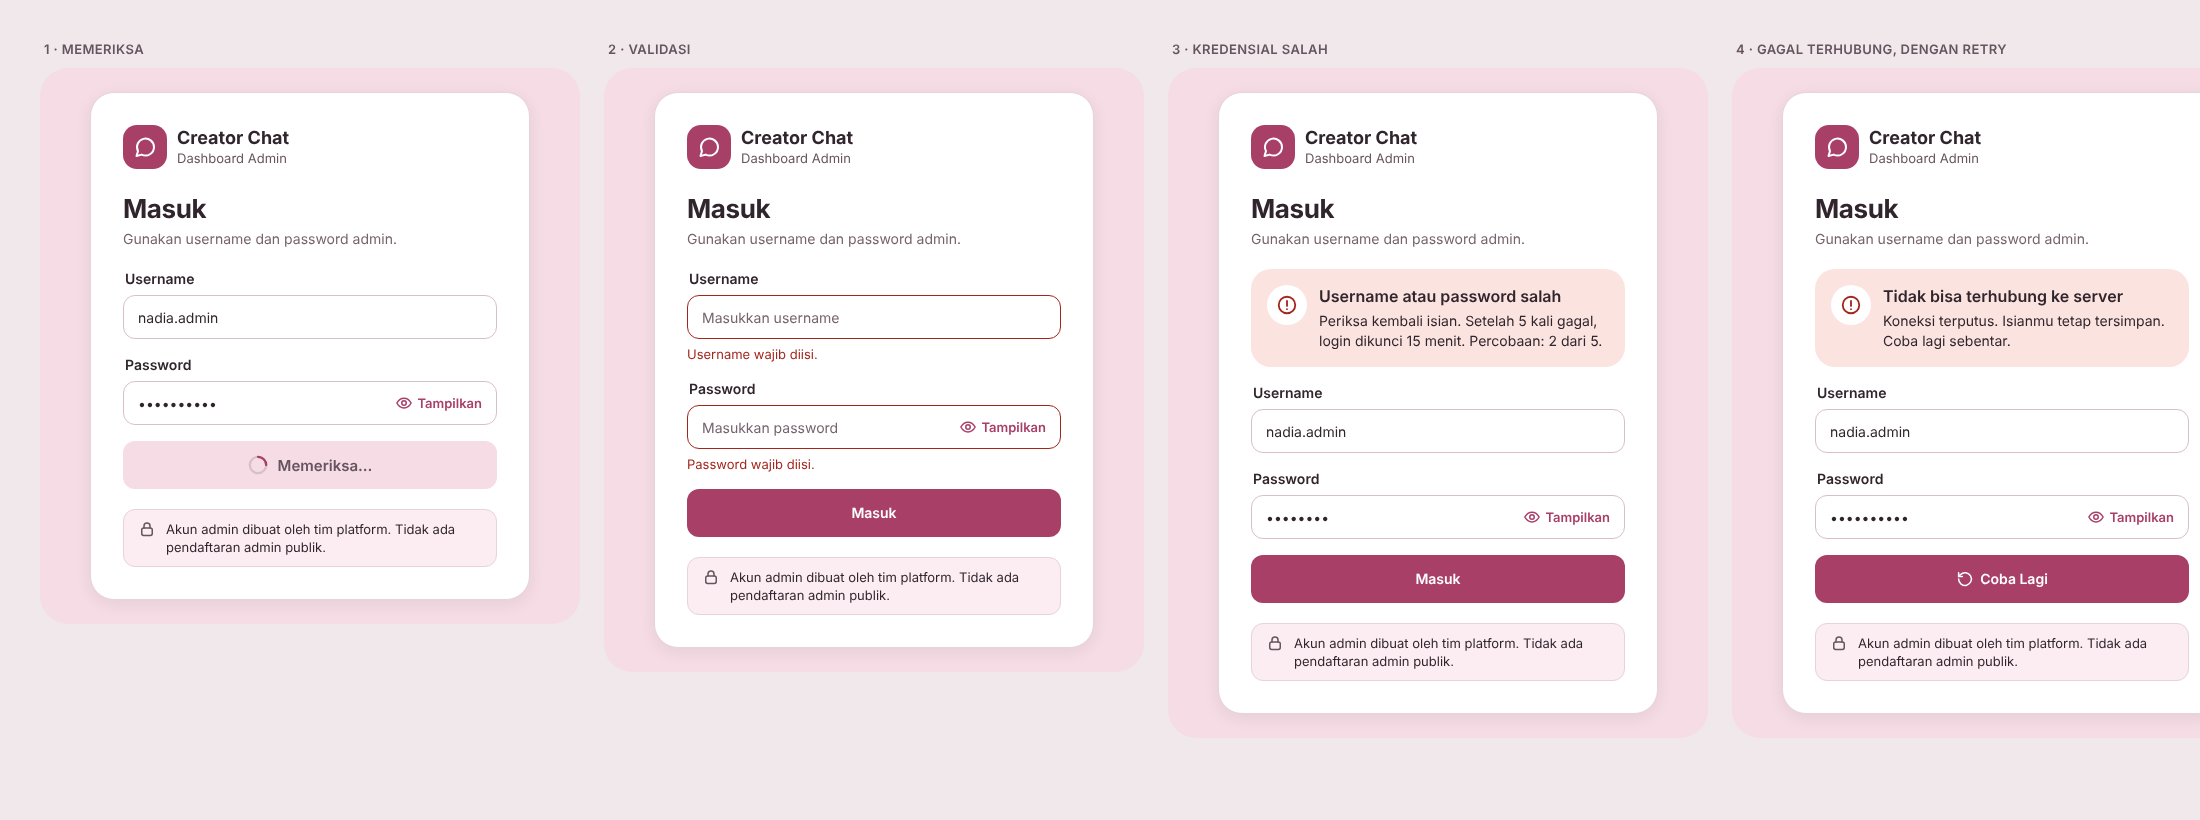 1 · MEMERIKSA
Creator Chat
Dashboard Admin
Masuk
Gunakan username dan password admin.
Username
nadia.admin
Password
••••••••••
Tampilkan
Memeriksa...
Akun admin dibuat oleh tim platform. Tidak ada
pendaftaran admin publik.
2 · VALIDASI
Creator Chat
Dashboard Admin
Masuk
Gunakan username dan password admin.
Username
Masukkan username
Username wajib diisi.
Password
Masukkan password
Tampilkan
Password wajib diisi.
Masuk
Akun admin dibuat oleh tim platform. Tidak ada
pendaftaran admin publik.
3 · KREDENSIAL SALAH
Creator Chat
Dashboard Admin
Masuk
Gunakan username dan password admin.
Username atau password salah
Periksa kembali isian. Setelah 5 kali gagal,
login dikunci 15 menit. Percobaan: 2 dari 5.
Username
nadia.admin
Password
••••••••
Tampilkan
Masuk
Akun admin dibuat oleh tim platform. Tidak ada
pendaftaran admin publik.
4 · GAGAL TERHUBUNG, DENGAN RETRY
Creator Chat
Dashboard Admin
Masuk
Gunakan username dan password admin.
Tidak bisa terhubung ke server
Koneksi terputus. Isianmu tetap tersimpan.
Coba lagi sebentar.
Username
nadia.admin
Password
••••••••••
Tampilkan
Coba Lagi
Akun admin dibuat oleh tim platform. Tidak ada
pendaftaran admin publik.